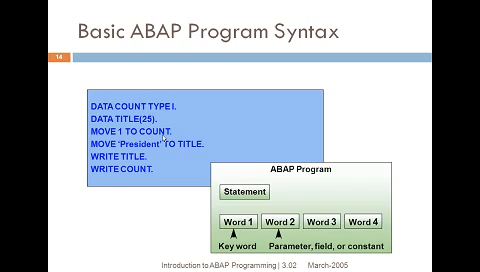 Basic ABAP Program Syntax
14
DATA COUNT TYPE I.
DATA TITLE(25).
MOVE 1 TO COUNT.
MOVE ‘President’ TO TITLE.
WRITE TITLE.
WRITE COUNT.
ABAP Program
Statement
Word 1 Word 2 Word 3 Word 4
Key word Parameter, field, or constant
Introduction to ABAP Programming | 3.02 March-2005